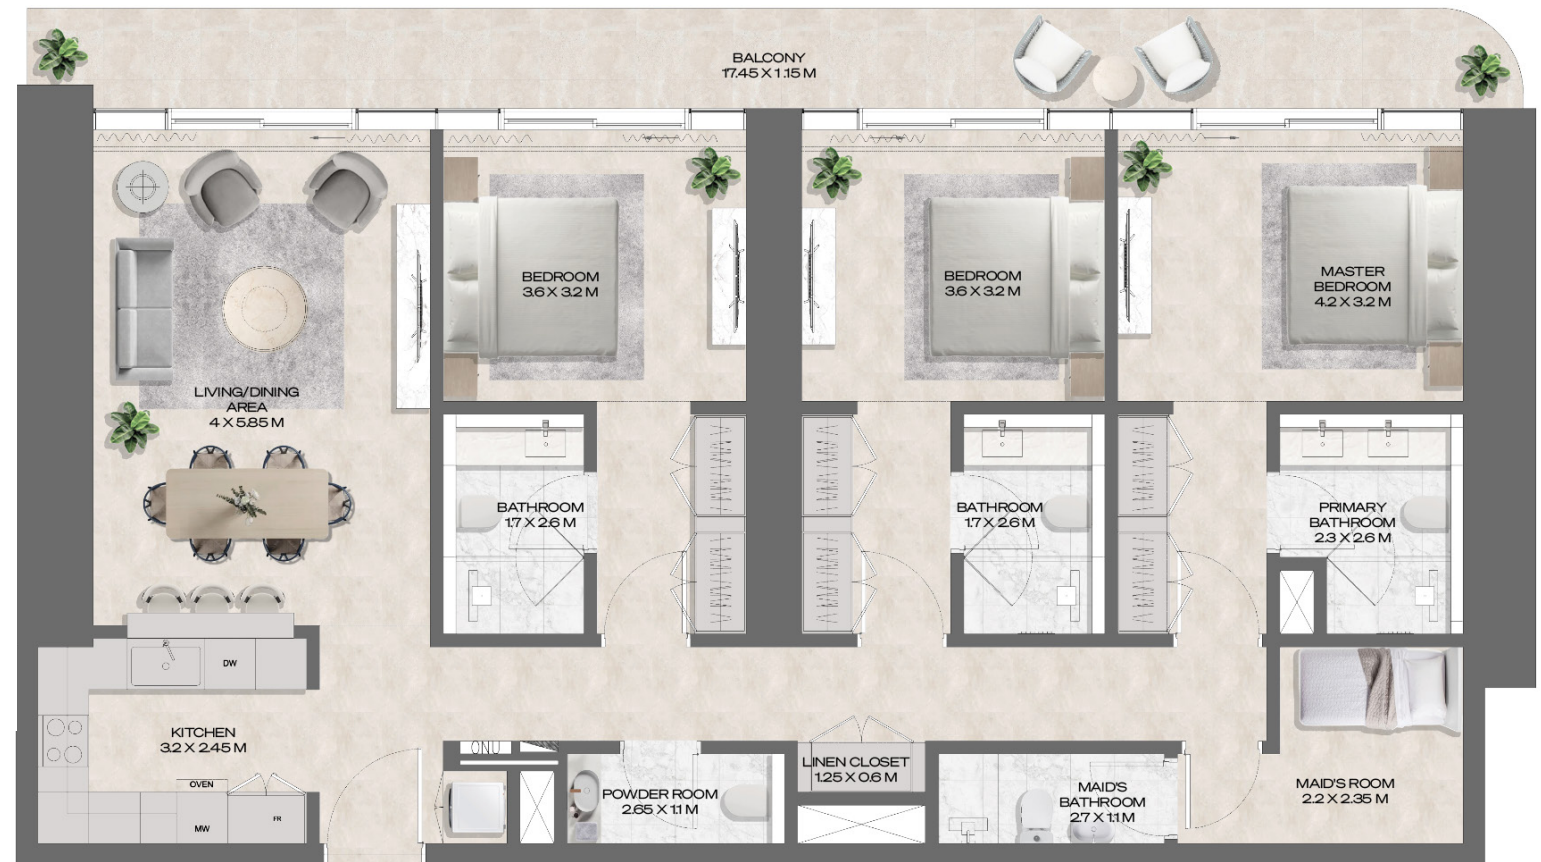 BALCONY
17.45 X 1.15 M
BEDROOM
3.6 X 3.2 M
BEDROOM
3.6 X 3.2 M
MASTER
BEDROOM
4.2 X 3.2 M
LIVING/DINING
AREA
4 X 5.85 M
BATHROOM
1.7 X 2.6 M
BATHROOM
1.7 X 2.6 M
PRIMARY
BATHROOM
2.3 X 2.6 M
DW
KITCHEN
3.2 X 2.45 M
ONU
OVEN
MW
FR
POWDER ROOM
2.65 X 1.1 M
LINEN CLOSET
1.25 X 0.6 M
MAID'S
BATHROOM
2.7 X 1.1 M
MAID'S ROOM
2.2 X 2.35 M